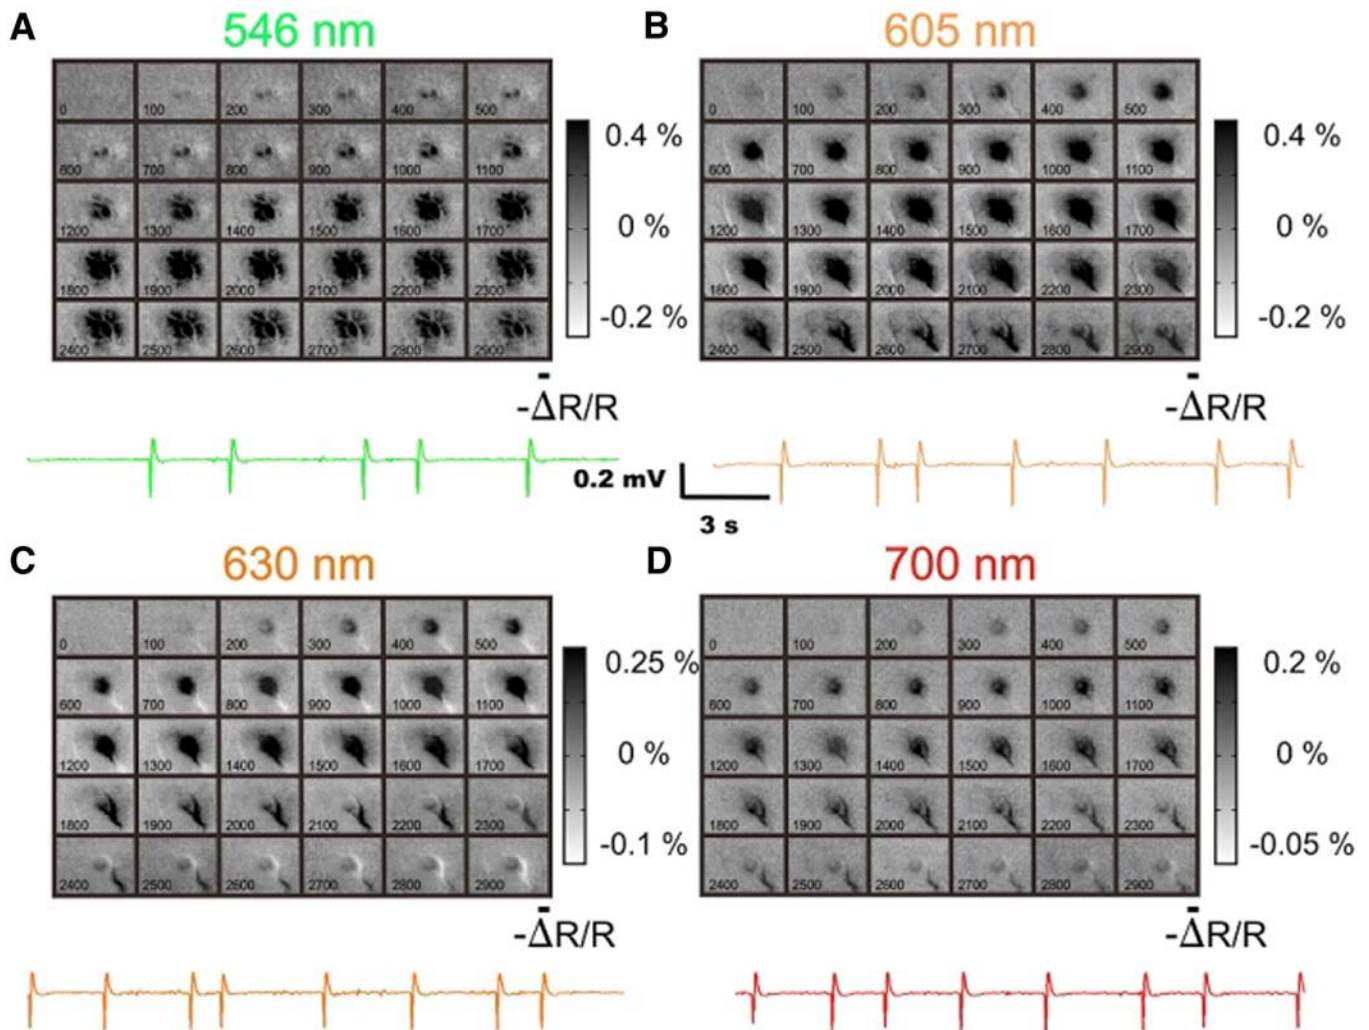 A
546 nm
0 100 200 300 400 500
600 700 800 900 1000 1100
1200 1300 1400 1500 1600 1700
1800 1900 2000 2100 2200 2300
2400 2500 2600 2700 2800 2900
0.4 %
0 %
-0.2 %
-ΔR/R
B
605 nm
0 100 200 300 400 500
600 700 800 900 1000 1100
1200 1300 1400 1500 1600 1700
1800 1900 2000 2100 2200 2300
2400 2500 2600 2700 2800 2900
0.4 %
0 %
-0.2 %
-ΔR/R
0.2 mV
3 s
C
630 nm
0 100 200 300 400 500
600 700 800 900 1000 1100
1200 1300 1400 1500 1600 1700
1800 1900 2000 2100 2200 2300
2400 2500 2600 2700 2800 2900
0.25 %
0 %
-0.1 %
-ΔR/R
D
700 nm
0 100 200 300 400 500
600 700 800 900 1000 1100
1200 1300 1400 1500 1600 1700
1800 1900 2000 2100 2200 2300
2400 2500 2600 2700 2800 2900
0.2 %
0 %
-0.05 %
-ΔR/R